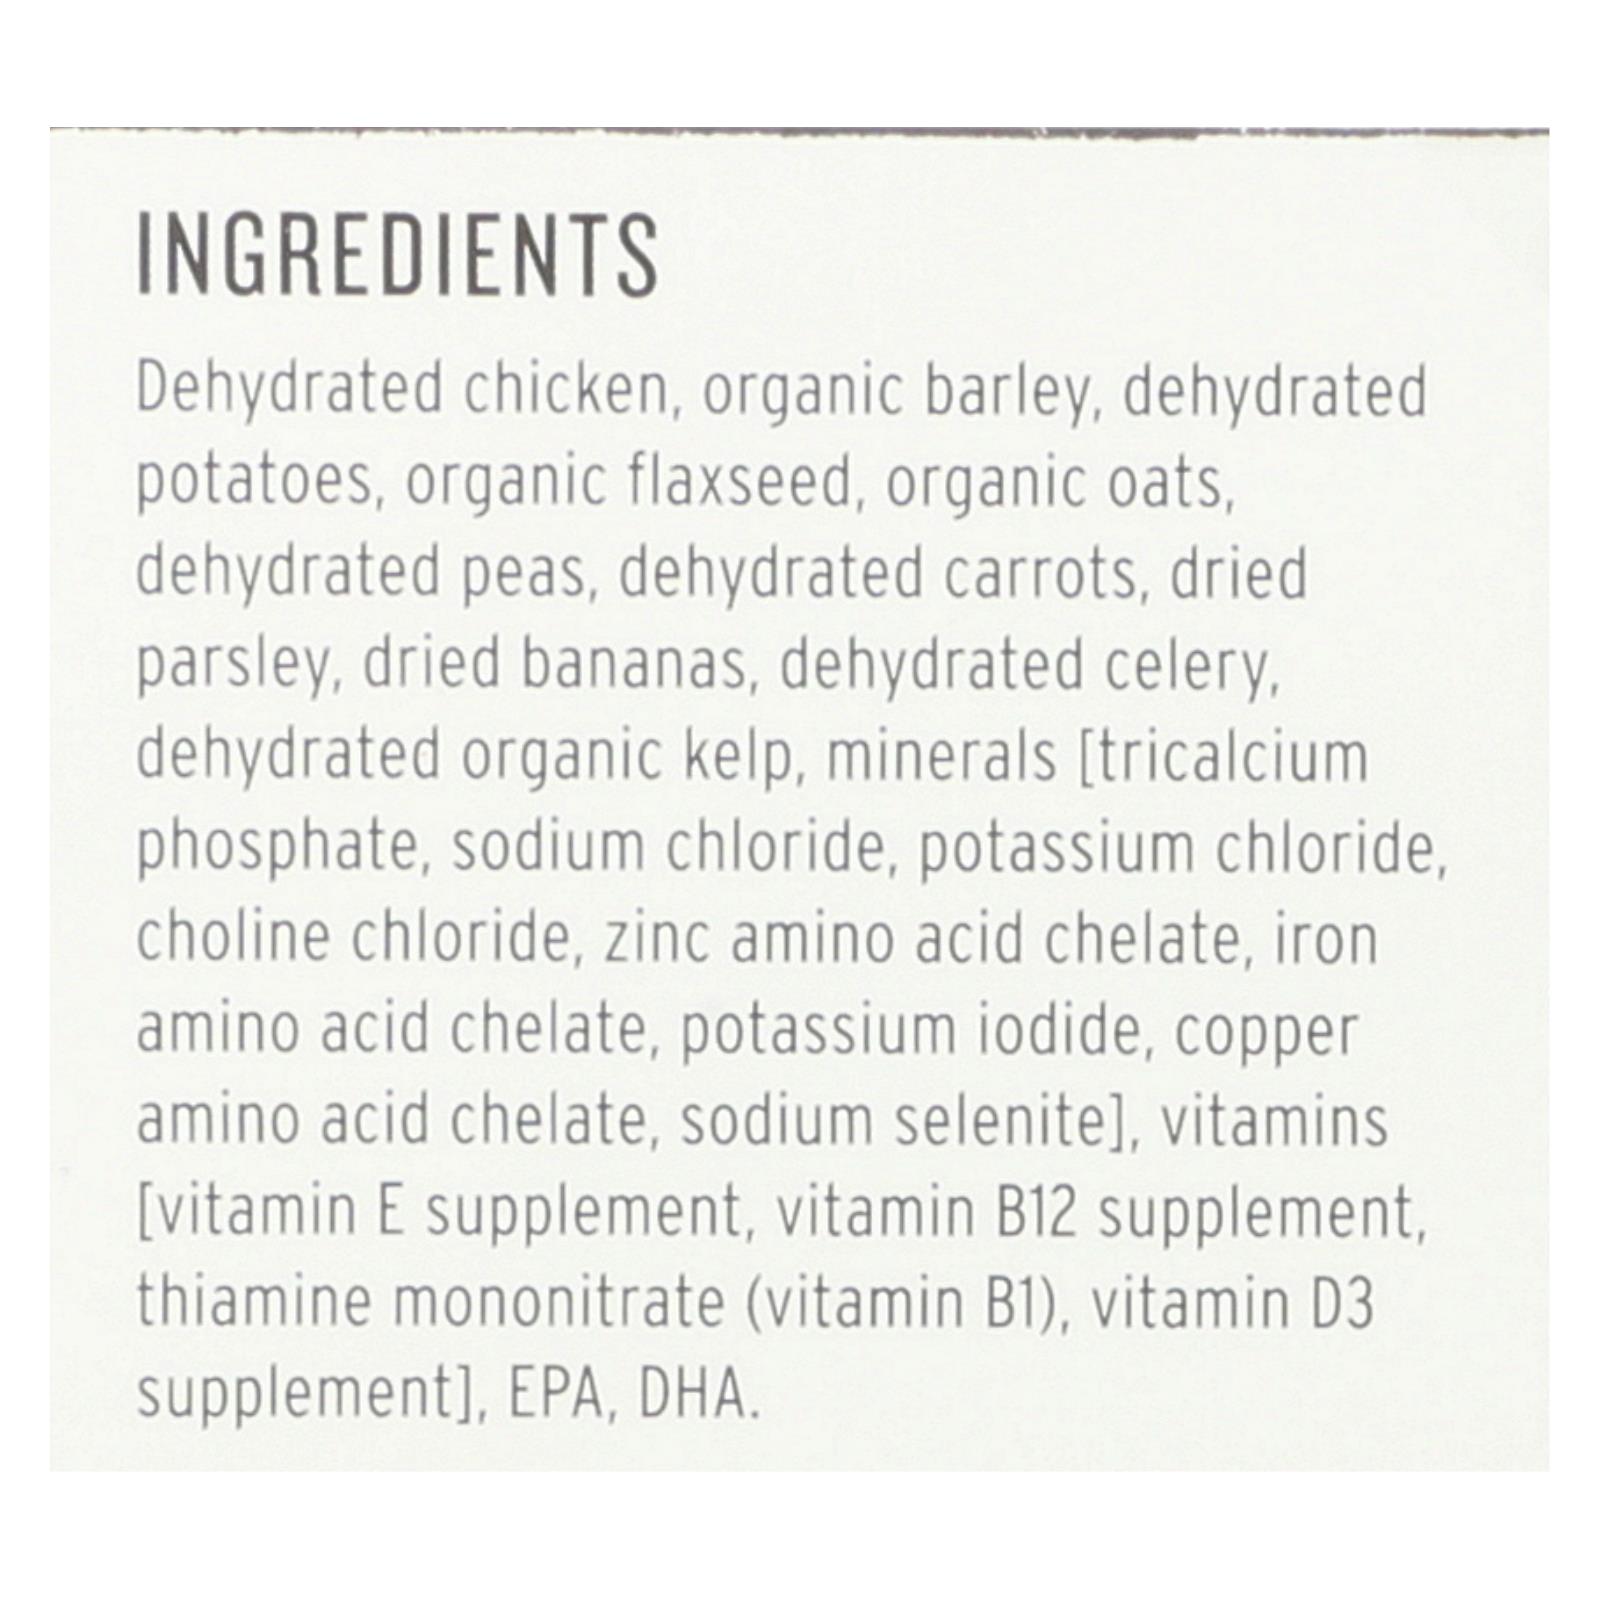 INGREDIENTS
Dehydrated chicken, organic barley, dehydrated
potatoes, organic flaxseed, organic oats,
dehydrated peas, dehydrated carrots, dried
parsley, dried bananas, dehydrated celery,
dehydrated organic kelp, minerals [tricalcium
phosphate, sodium chloride, potassium chloride,
choline chloride, zinc amino acid chelate, iron
amino acid chelate, potassium iodide, copper
amino acid chelate, sodium selenite], vitamins
[vitamin E supplement, vitamin B12 supplement,
thiamine mononitrate (vitamin B1), vitamin D3
supplement], EPA, DHA.